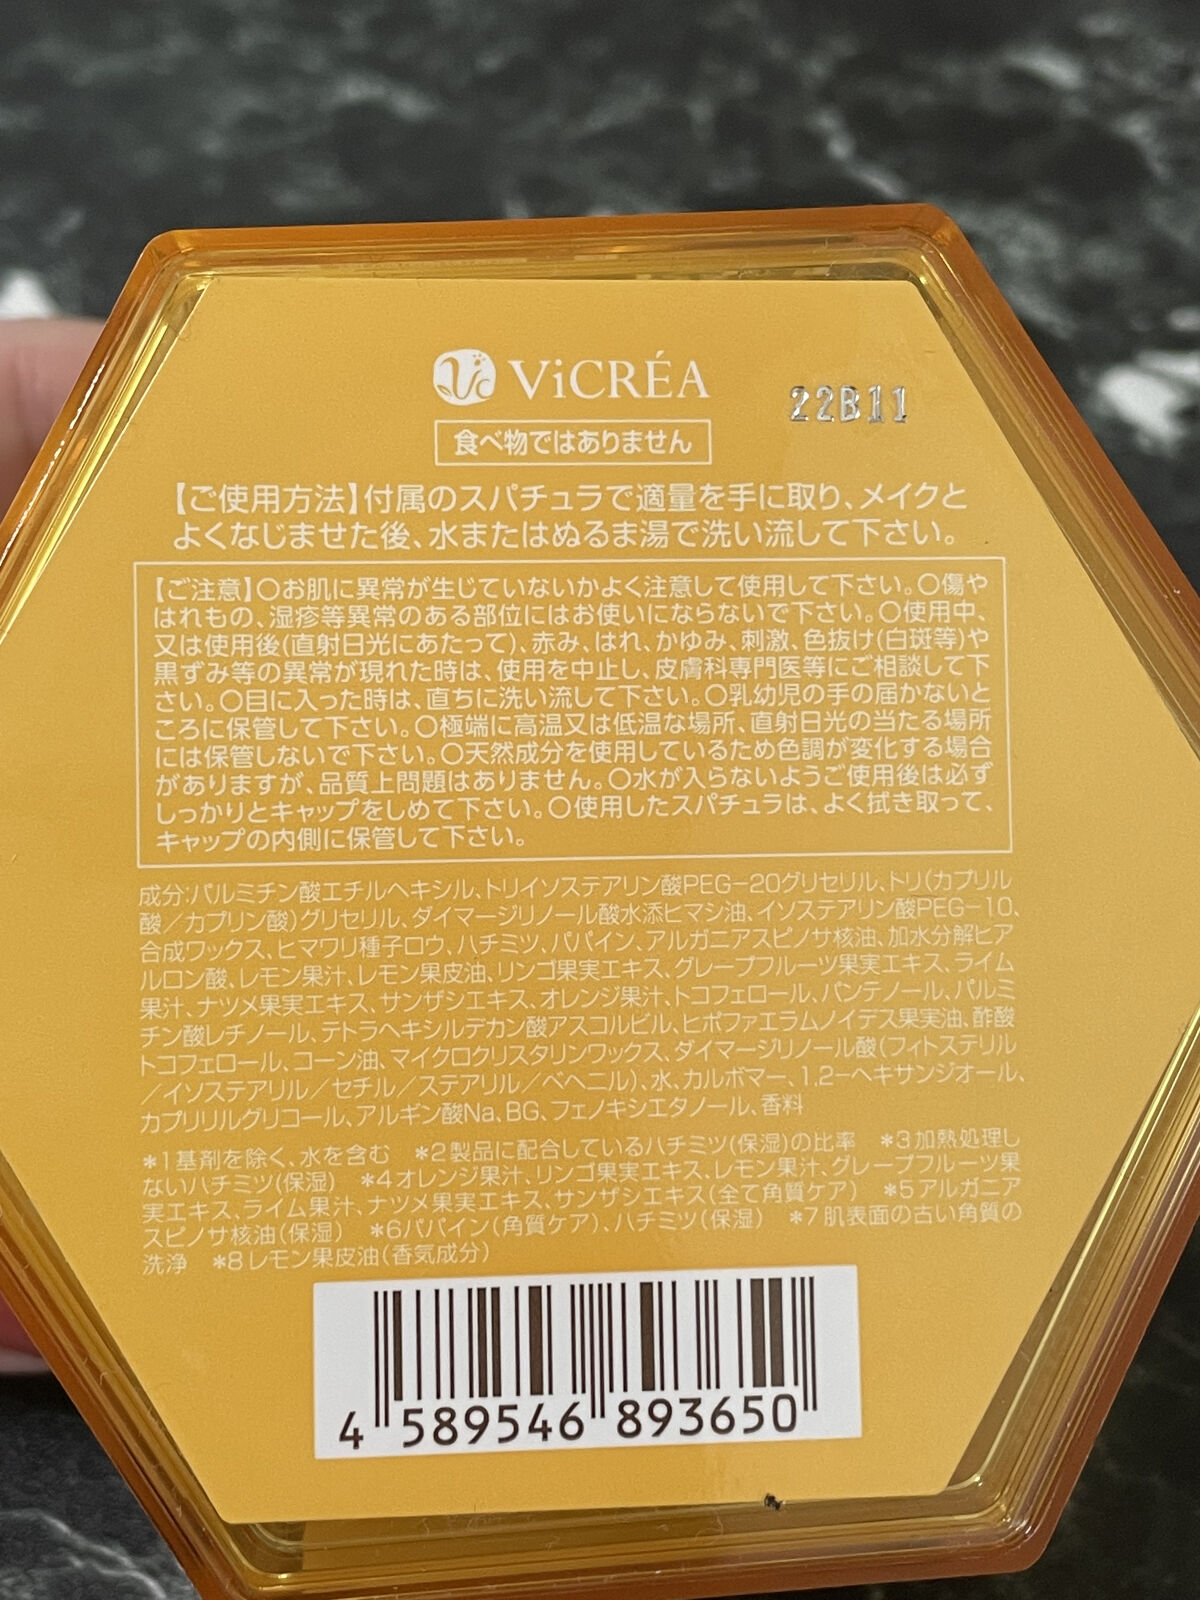 ViCRÉA
22B11
食べ物ではありません
【ご使用方法】付属のスパチュラで適量を手に取り、メイクと
よくなじませた後、水またはぬるま湯で洗い流して下さい。
【ご注意】○お肌に異常が生じていないかよく注意して使用して下さい。○傷や
はれもの、湿疹等異常のある部位にはお使いにならないで下さい。○使用中、
又は使用後(直射日光にあたって)、赤み、はれ、かゆみ、刺激、色抜け(白斑等)や
黒ずみ等の異常が現れた時は、使用を中止し、皮膚科専門医等にご相談して下
さい。○目に入った時は、直ちに洗い流して下さい。○乳幼児の手の届かないと
ころに保管して下さい。○極端に高温又は低温な場所、直射日光の当たる場所
には保管しないで下さい。○天然成分を使用しているため色調が変化する場合
がありますが、品質上問題はありません。○水が入らないようご使用後は必ず
しっかりとキャップをしめて下さい。○使用したスパチュラは、よく拭き取って、
キャップの内側に保管して下さい。
成分:パルミチン酸エチルヘキシル、トリイソステアリン酸PEG-20グリセリル、トリ(カプリル
酸/カプリン酸)グリセリル、ダイマージリノール酸水添ヒマシ油、イソステアリン酸PEG-10、
合成ワックス、ヒマワリ種子ロウ、ハチミツ、パパイン、アルガニアスピノサ核油、加水分解ヒア
ルロン酸、レモン果汁、レモン果皮油、リンゴ果実エキス、グレープフルーツ果実エキス、ライム
果汁、ナツメ果実エキス、サンザシエキス、オレンジ果汁、トコフェロール、パンテノール、パルミ
チン酸レチノール、テトラヘキシルデカン酸アスコルビル、ヒポファエラムノイデス果実油、酢酸
トコフェロール、コーン油、マイクロクリスタリンワックス、ダイマージリノール酸(フィトステリル
/イソステアリル/セチル/ステアリル/ベヘニル)、水、カルボマー、1,2-ヘキサンジオール、
カプリリルグリコール、アルギン酸Na、BG、フェノキシエタノール、香料
*1基剤を除く、水を含む *2製品に配合しているハチミツ(保湿)の比率 *3加熱処理し
ないハチミツ(保湿) *4オレンジ果汁、リンゴ果実エキス、レモン果汁、グレープフルーツ果
実エキス、ライム果汁、ナツメ果実エキス、サンザシエキス(全て角質ケア) *5アルガニア
スピノサ核油(保湿) *6パパイン(角質ケア)、ハチミツ(保湿) *7肌表面の古い角質の
洗浄 *8レモン果皮油(香気成分)
4 589546 893650